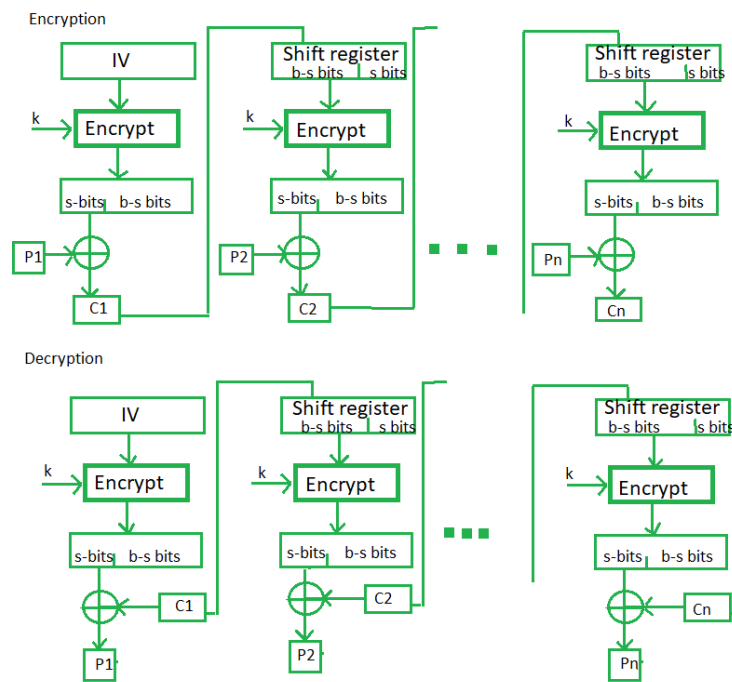 Encryption
IV
Shift register
b-s bits
s bits
Shift register
b-s bits
s bits
k
Encrypt
k
Encrypt
k
Encrypt
s-bits
b-s bits
s-bits
b-s bits
s-bits
b-s bits
P1
P2
Pn
C1
C2
Cn
Decryption
IV
Shift register
b-s bits
s bits
Shift register
b-s bits
s bits
k
Encrypt
k
Encrypt
k
Encrypt
s-bits
b-s bits
s-bits
b-s bits
s-bits
b-s bits
C1
C2
Cn
P1
P2
Pn